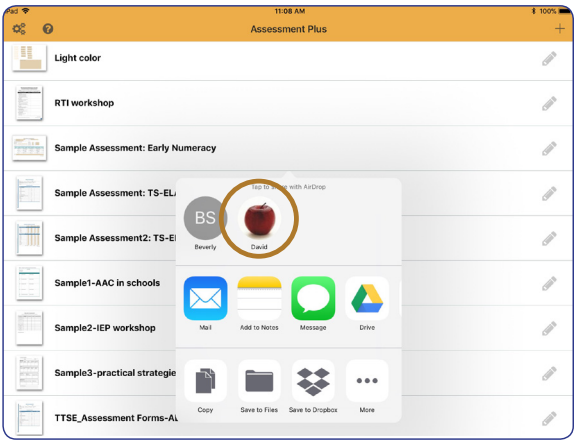 Pad 11:08 AM 100%
Assessment Plus
Light color
RTI workshop
Sample Assessment: Early Numeracy
Sample Assessment: TS-EL
Tap to share with AirDrop
BS
Sample Assessment2: TS-E
Beverly David
Sample1-AAC in schools
Mail Add to Notes Message Drive
Sample2-IEP workshop
Sample3-practical strategie
Copy Save to Files Save to Dropbox More
TTSE_Assessment Forms-A